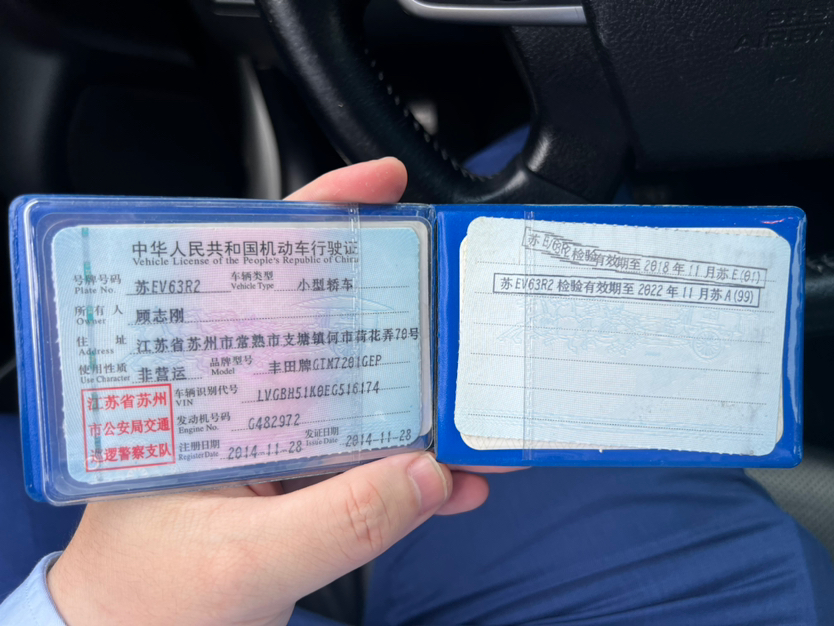 中华人民共和国机动车行驶证
Vehicle License of the People's Republic of China
号牌号码 苏EV63R2 车辆类型 小型轿车
Plate No. Vehicle Type
所有人 顾志刚
Owner
住址 江苏省苏州市常熟市支塘镇何市荷花弄70号
Address
使用性质 非营运 品牌型号 丰田牌GTM7201GEP
Use Character Model
江苏省苏州
市公安局交通
巡逻警察支队
车辆识别代号 LVGBH51K0EG516174
VIN
发动机号码 G482972
Engine No.
注册日期 2014-11-28 发证日期 2014-11-28
Register Date Issue Date
检验有效期至2018年11月苏E(01)
苏EV63R2检验有效期至2022年11月苏A(99)